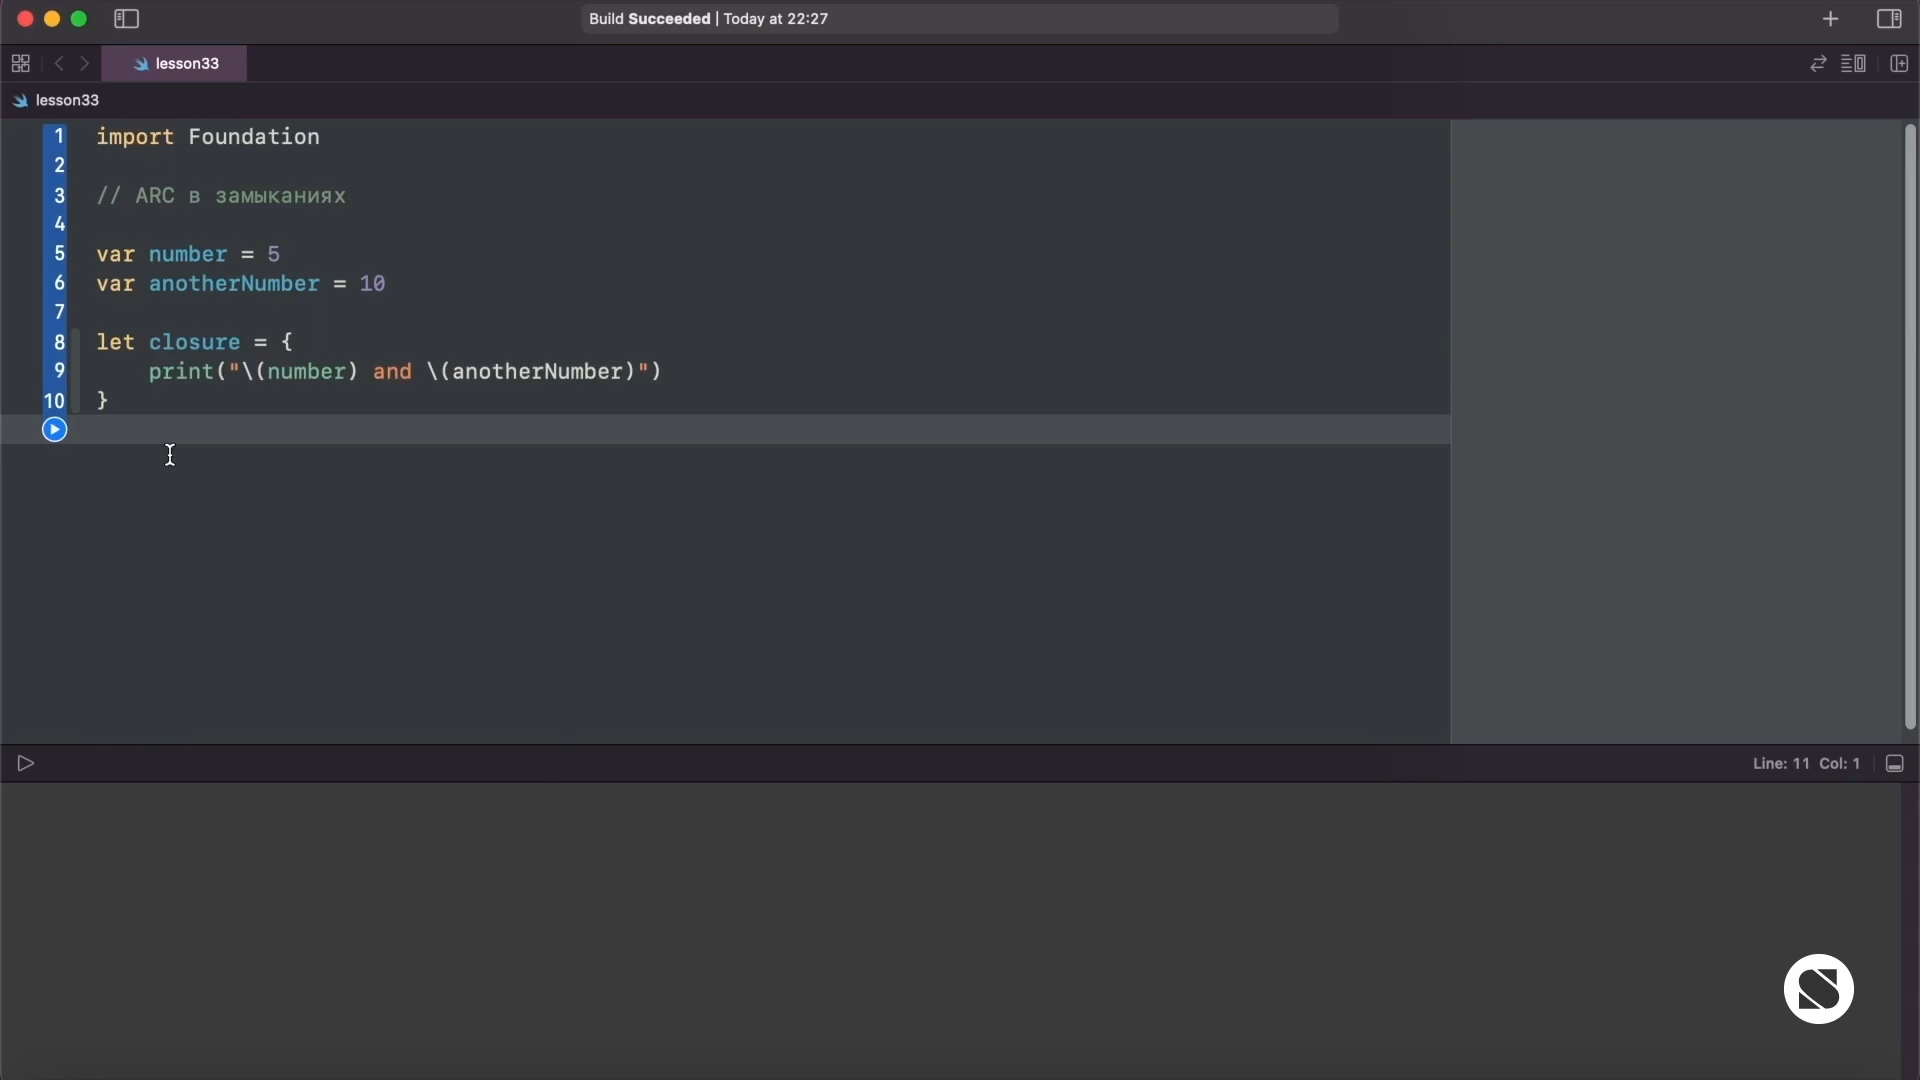 Build Succeeded | Today at 22:27
lesson33
lesson33
1 import Foundation
2
3 // ARC в замыканиях
4
5 var number = 5
6 var anotherNumber = 10
7
8 let closure = {
9 print("\(number) and \(anotherNumber)")
10 }
Line: 11 Col: 1